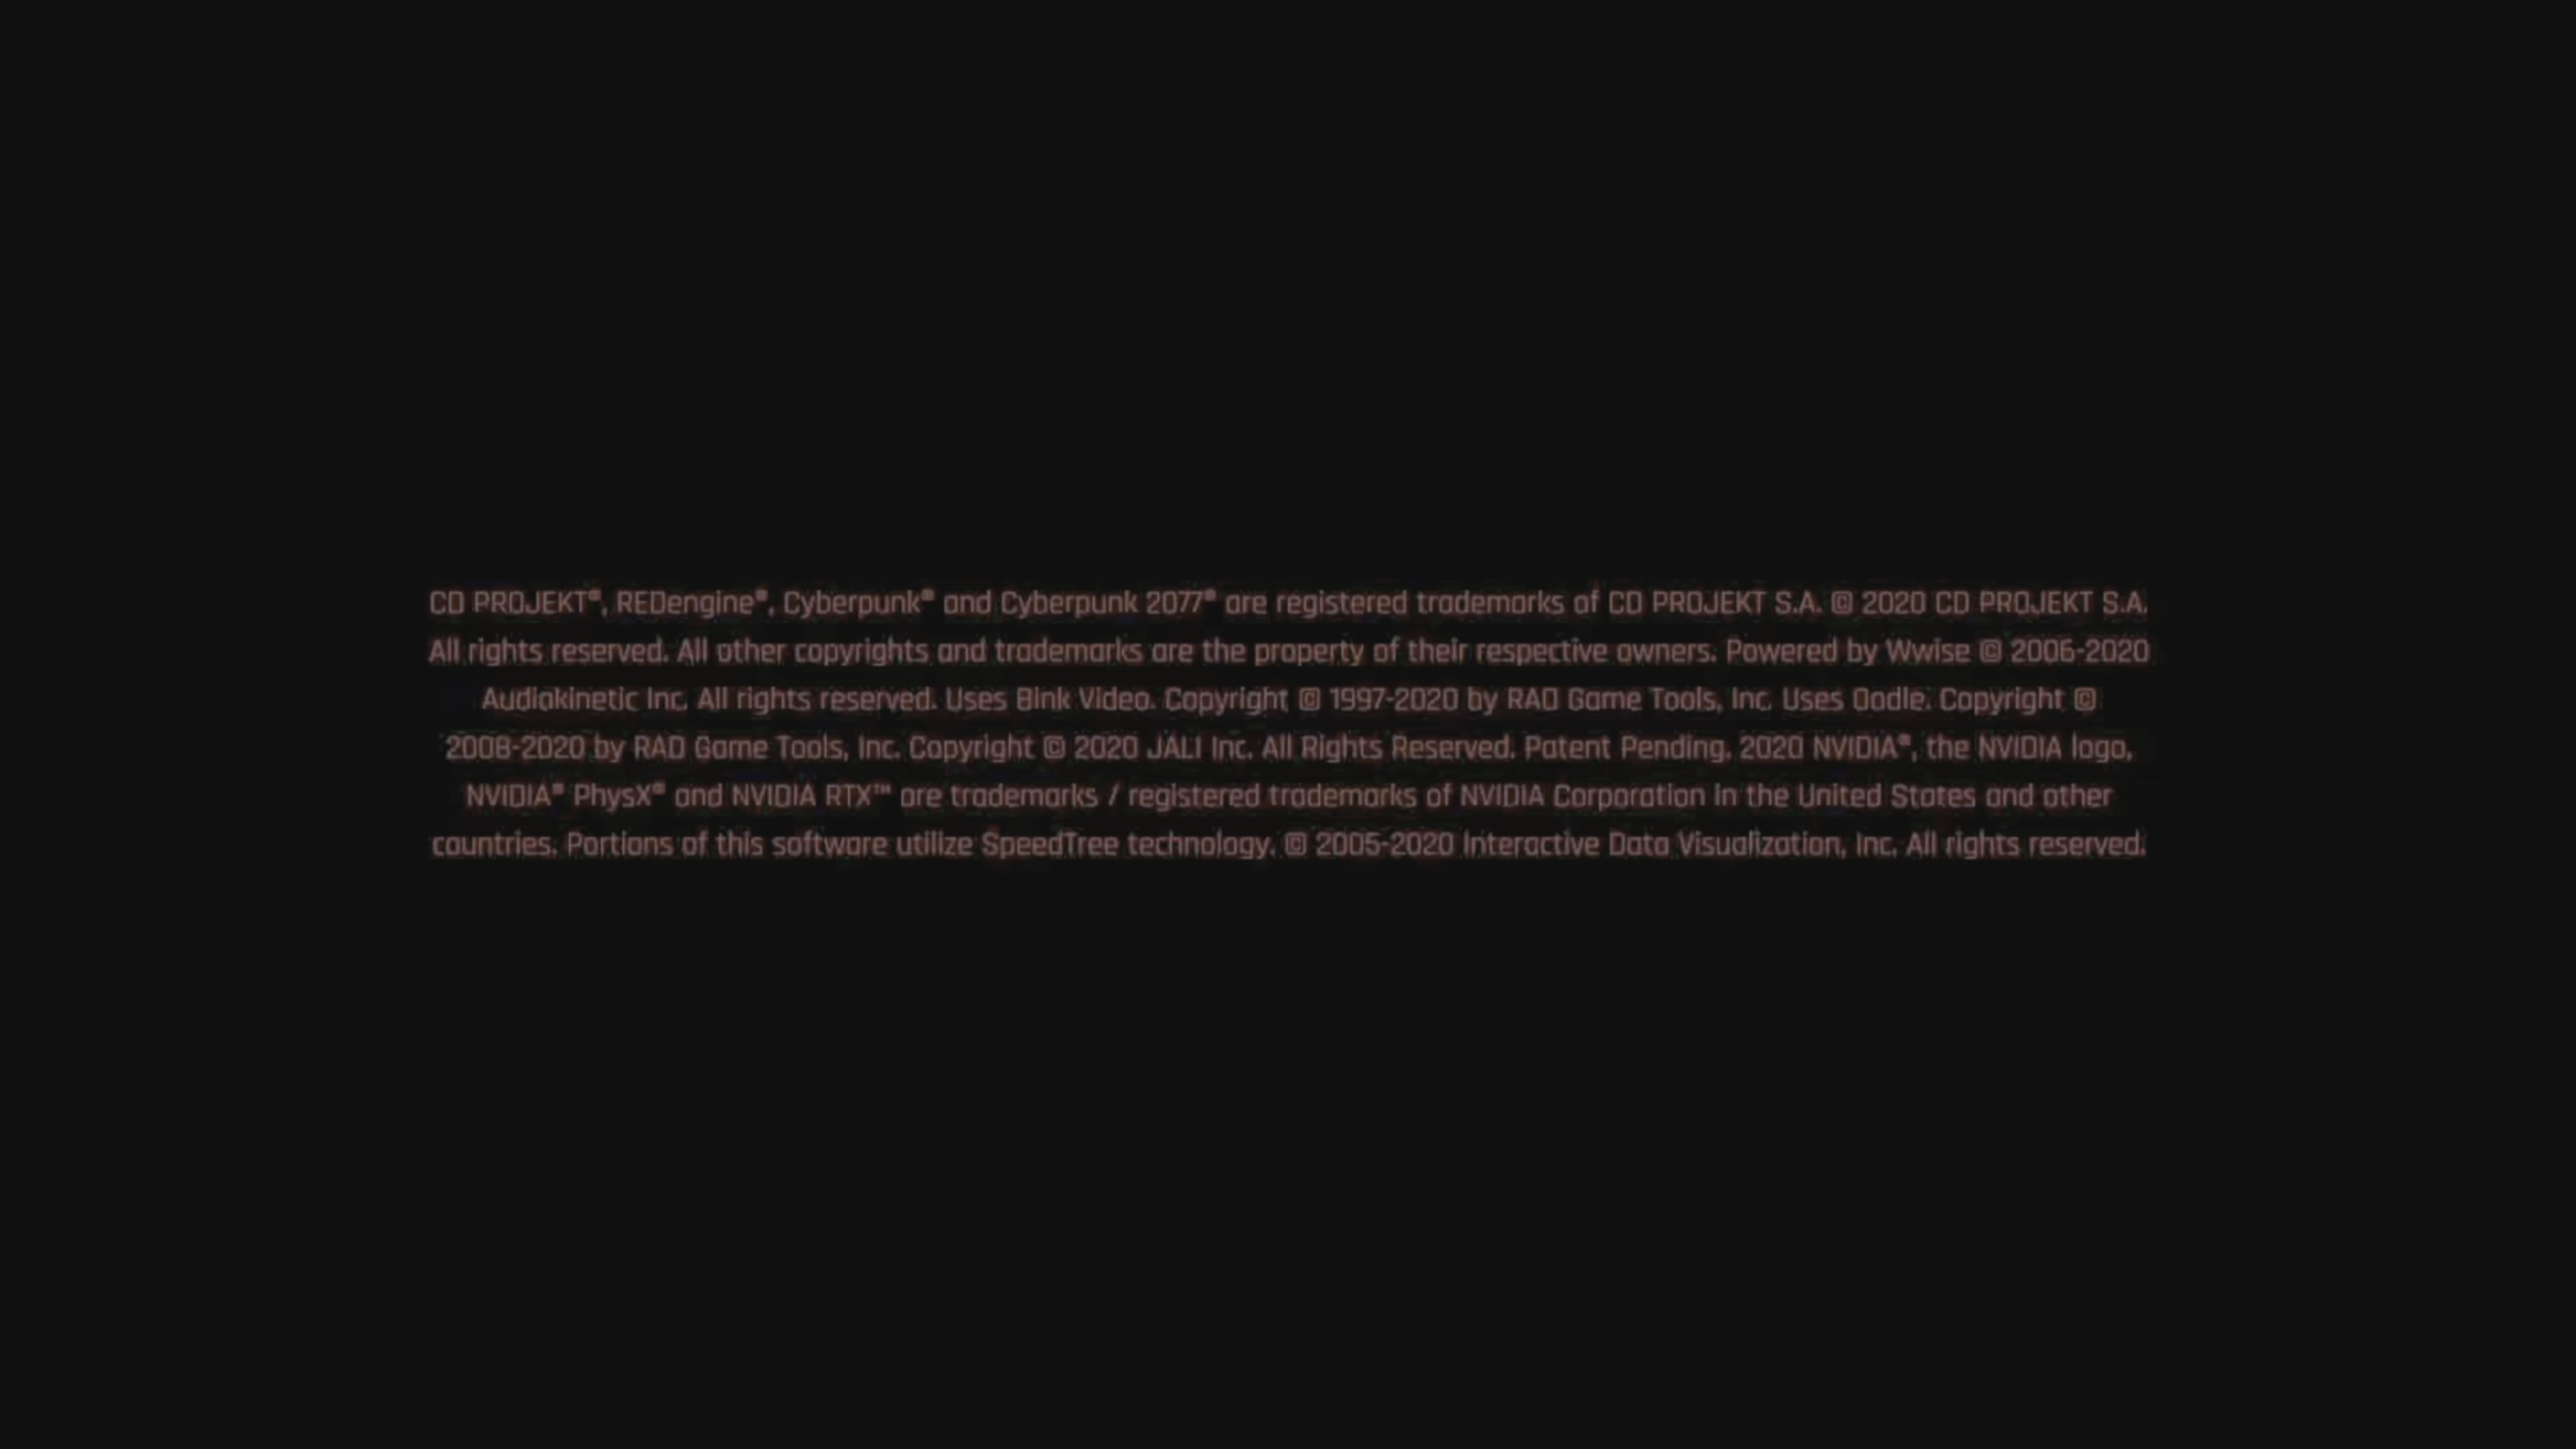 CD PROJEKT®, REDengine®, Cyberpunk® and Cyberpunk 2077® are registered trademarks of CD PROJEKT S.A. © 2020 CD PROJEKT S.A.
All rights reserved. All other copyrights and trademarks are the property of their respective owners. Powered by Wwise © 2006-2020
Audiokinetic Inc. All rights reserved. Uses Bink Video. Copyright © 1997-2020 by RAD Game Tools, Inc. Uses Oodle. Copyright ©
2008-2020 by RAD Game Tools, Inc. Copyright © 2020 JALI Inc. All Rights Reserved. Patent Pending. 2020 NVIDIA®, the NVIDIA logo,
NVIDIA® PhysX® and NVIDIA RTX™ are trademarks / registered trademarks of NVIDIA Corporation in the United States and other
countries. Portions of this software utilize SpeedTree technology. © 2005-2020 Interactive Data Visualization, Inc. All rights reserved.